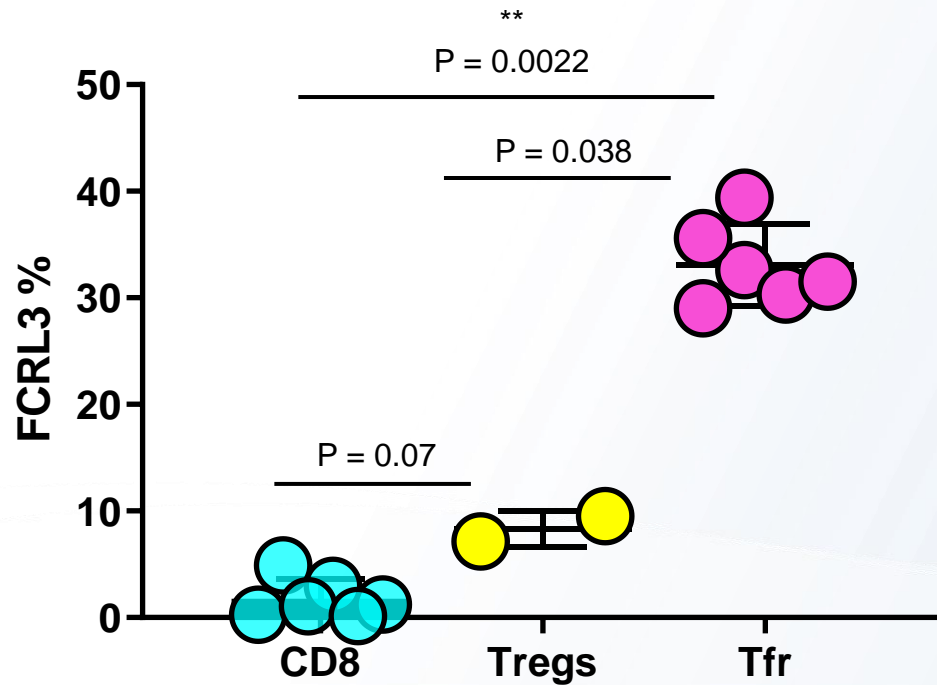 **
P = 0.0022
P = 0.038
P = 0.07
FCRL3 %
50
40
30
20
10
0
CD8 Tregs Tfr